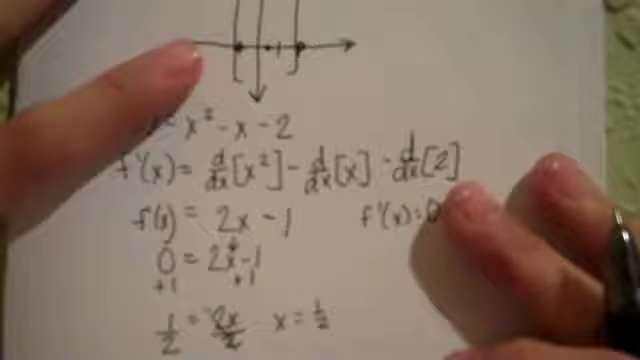 = x² - x - 2
f'(x) = d/dx [x²] - d/dx [x] - d/dx [2]
f'(x) = 2x - 1 f'(x) = 0
0 = 2x - 1
+1 +1
1/2 = 2x/2 x = 1/2